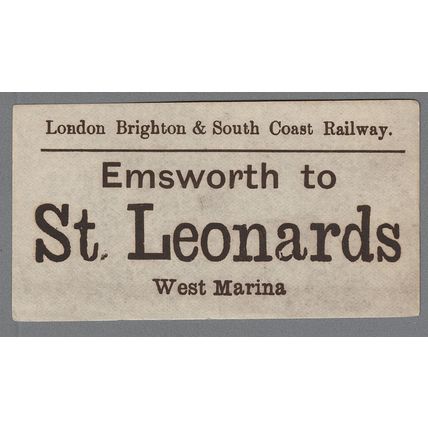 London Brighton & South Coast Railway.
Emsworth to
St. Leonards
West Marina